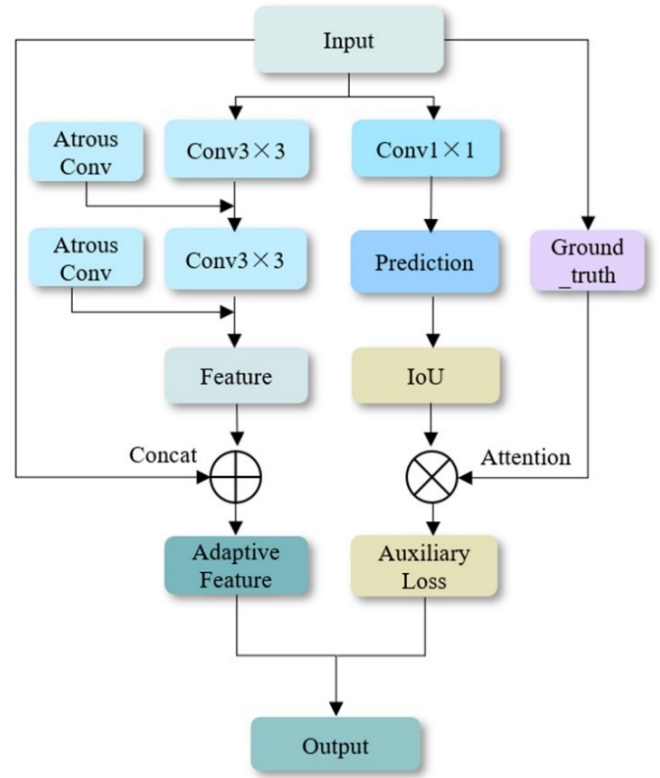 Input
Atrous
Conv
Conv3×3
Conv1×1
Atrous
Conv
Conv3×3
Prediction
Ground
_truth
Feature
IoU
Concat
Attention
Adaptive
Feature
Auxiliary
Loss
Output